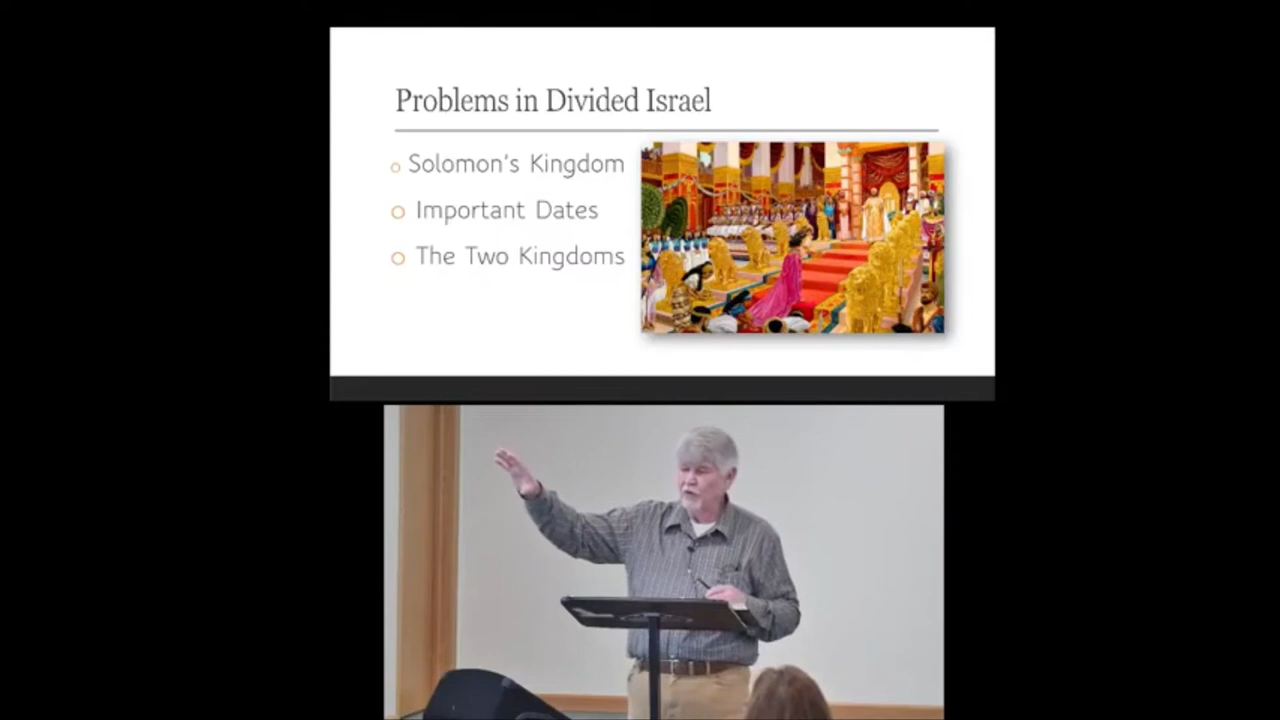 Problems in Divided Israel
Solomon's Kingdom
Important Dates
The Two Kingdoms